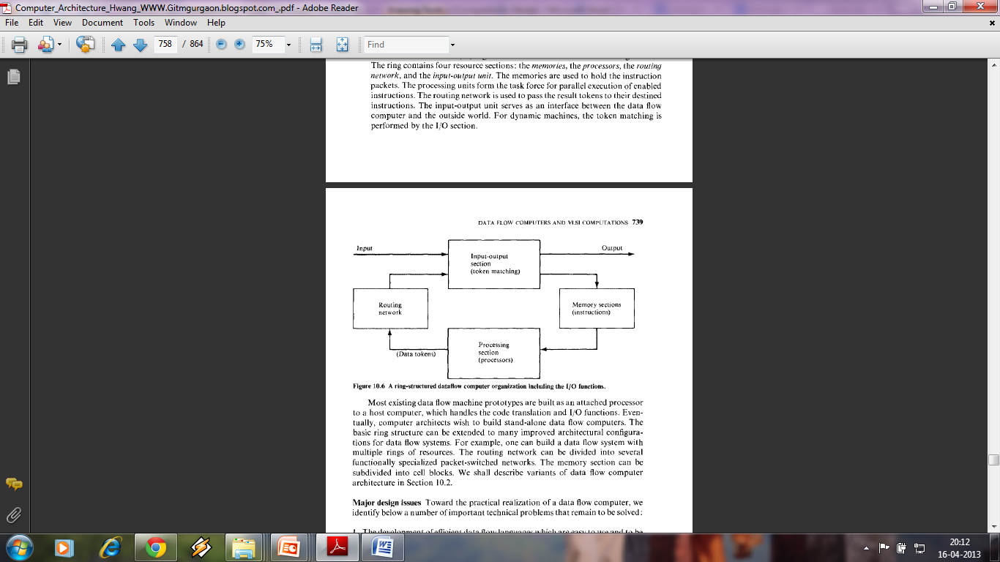 Computer_Architecture_Hwang_WWW.Gitmgurgaon.blogspot.com_.pdf - Adobe Reader
File Edit View Document Tools Window Help
758 / 864 75% Find
The ring contains four resource sections: the memories, the processors, the routing
network, and the input-output unit. The memories are used to hold the instruction
packets. The processing units form the task force for parallel execution of enabled
instructions. The routing network is used to pass the result tokens to their destined
instructions. The input-output unit serves as an interface between the data flow
computer and the outside world. For dynamic machines, the token matching is
performed by the I/O section.
DATA FLOW COMPUTERS AND VLSI COMPUTATIONS 739
Input
Output
Input-output
section
(token matching)
Routing
network
Memory sections
(instructions)
Processing
section
(processors)
(Data tokens)
Figure 10.6 A ring-structured dataflow computer organization including the I/O functions.
Most existing data flow machine prototypes are built as an attached processor
to a host computer, which handles the code translation and I/O functions. Even-
tually, computer architects wish to build stand-alone data flow computers. The
basic ring structure can be extended to many improved architectural configura-
tions for data flow systems. For example, one can build a data flow system with
multiple rings of resources. The routing network can be divided into several
functionally specialized packet-switched networks. The memory section can be
subdivided into cell blocks. We shall describe variants of data flow computer
architecture in Section 10.2.
Major design issues Toward the practical realization of a data flow computer, we
identify below a number of important technical problems that remain to be solved:
1. The development of efficient data flow languages which are easy to use and to be
20:12
16-04-2013